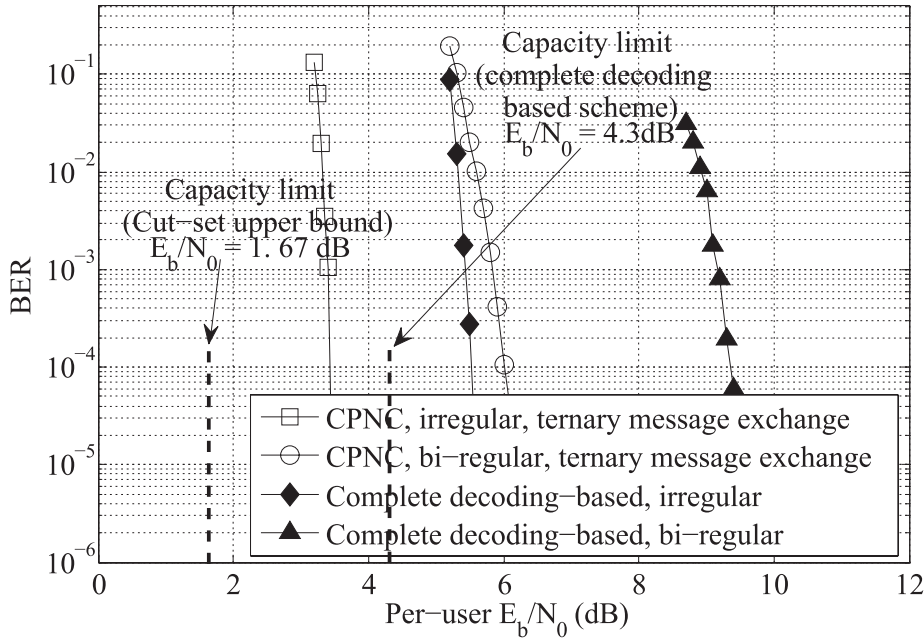 Capacity limit
(complete decoding
based scheme)
E_b/N_0 = 4.3dB
Capacity limit
(Cut−set upper bound)
E_b/N_0 = 1. 67 dB
BER
10^−1
10^−2
10^−3
10^−4
10^−5
10^−6
CPNC, irregular, ternary message exchange
CPNC, bi−regular, ternary message exchange
Complete decoding−based, irregular
Complete decoding−based, bi−regular
0 2 4 6 8 10 12
Per−user E_b/N_0 (dB)